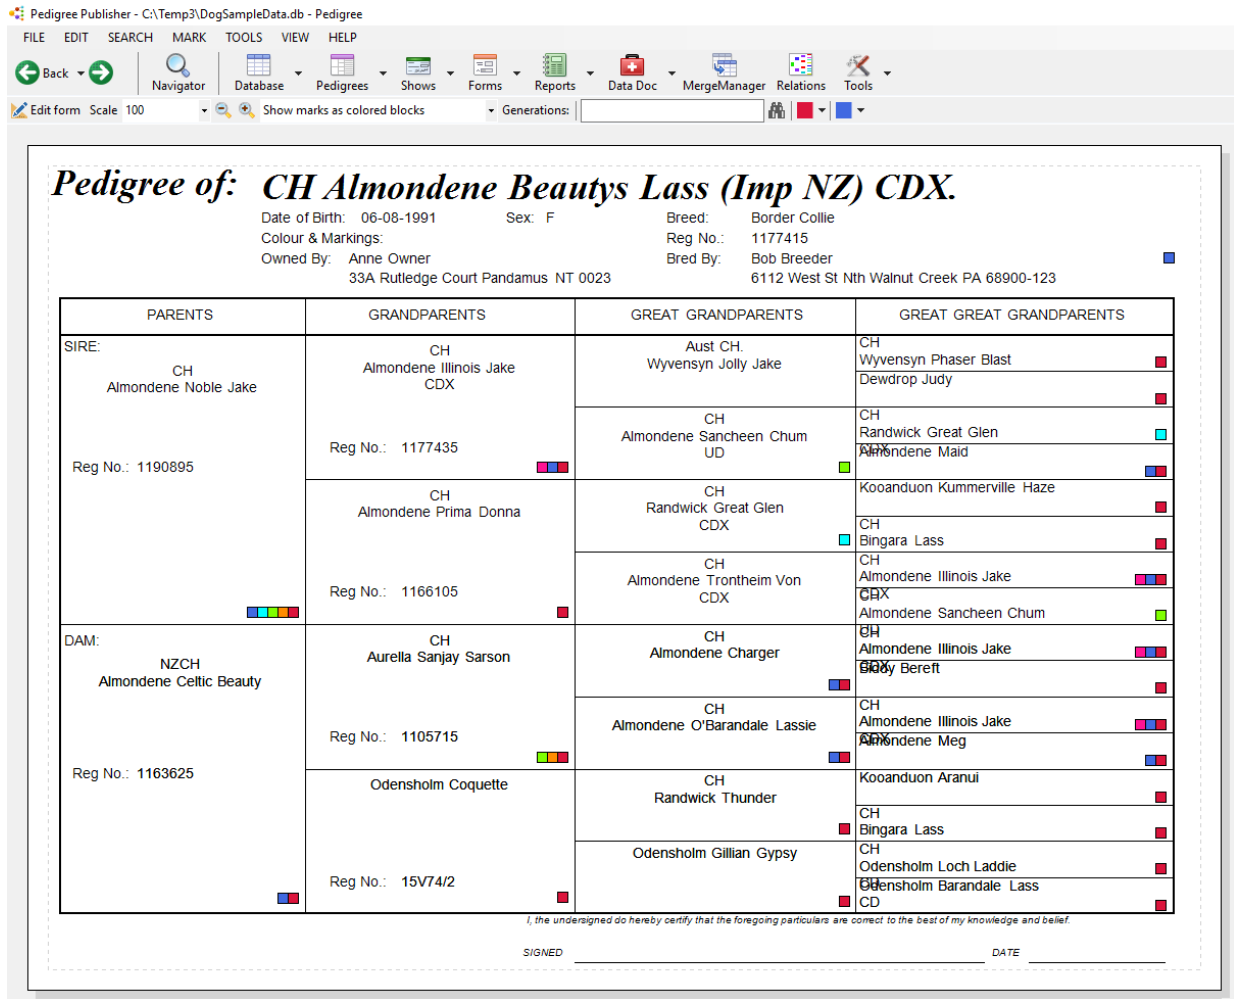 Pedigree Publisher - C:\Temp3\DogSampleData.db - Pedigree
FILE EDIT SEARCH MARK TOOLS VIEW HELP
Back Navigator Database Pedigrees Shows Forms Reports Data Doc MergeManager Relations Tools
Edit form Scale 100 Show marks as colored blocks Generations:
Pedigree of: CH Almondene Beautys Lass (Imp NZ) CDX.
Date of Birth: 06-08-1991 Sex: F Breed: Border Collie
Colour & Markings: Reg No.: 1177415
Owned By: Anne Owner Bred By: Bob Breeder
33A Rutledge Court Pandamus NT 0023 6112 West St Nth Walnut Creek PA 68900-123
PARENTS GRANDPARENTS GREAT GRANDPARENTS GREAT GREAT GRANDPARENTS
SIRE:
CH
Almondene Noble Jake
Reg No.: 1190895
DAM:
NZCH
Almondene Celtic Beauty
Reg No.: 1163625
CH
Almondene Illinois Jake
CDX
Reg No.: 1177435
CH
Almondene Prima Donna
Reg No.: 1166105
CH
Aurella Sanjay Sarson
Reg No.: 1105715
Odensholm Coquette
Reg No.: 15V74/2
Aust CH.
Wyvensyn Jolly Jake
CH
Almondene Sancheen Chum
UD
CH
Randwick Great Glen
CDX
CH
Almondene Trontheim Von
CDX
CH
Almondene Charger
CH
Almondene O'Barandale Lassie
CH
Randwick Thunder
Odensholm Gillian Gypsy
CH
Wyvensyn Phaser Blast
Dewdrop Judy
CH
Randwick Great Glen
CDX
Almondene Maid
Kooanduon Kummerville Haze
CH
Bingara Lass
CH
Almondene Illinois Jake
CDX
CH
Almondene Sancheen Chum
UD
CH
Almondene Illinois Jake
CDX
Biddy Bereft
CH
Almondene Illinois Jake
CDX
Almondene Meg
Kooanduon Aranui
CH
Bingara Lass
CH
Odensholm Loch Laddie
Odensholm Barandale Lass
CD
I, the undersigned do hereby certify that the foregoing particulars are correct to the best of my knowledge and belief.
SIGNED DATE